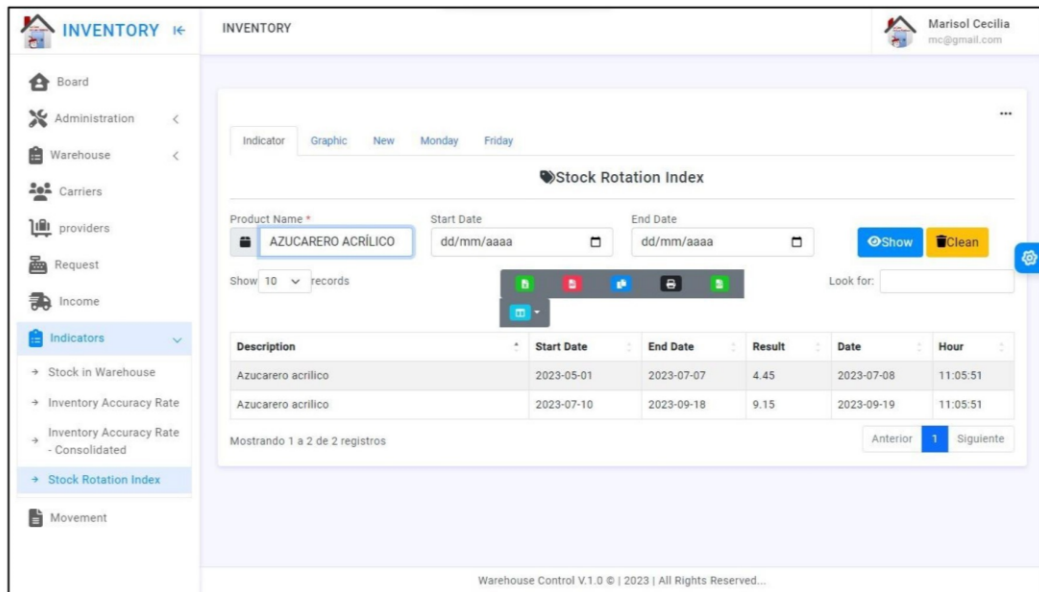 INVENTORY
INVENTORY
Marisol Cecilia
mc@gmail.com
Board
Administration
Warehouse
Carriers
providers
Request
Income
Indicators
Stock in Warehouse
Inventory Accuracy Rate
Inventory Accuracy Rate
- Consolidated
Stock Rotation Index
Movement
...
Indicator Graphic New Monday Friday
Stock Rotation Index
Product Name * Start Date End Date
AZUCARERO ACRÍLICO dd/mm/aaaa dd/mm/aaaa Show Clean
Show 10 records Look for:
Description Start Date End Date Result Date Hour
Azucarero acrilico 2023-05-01 2023-07-07 4.45 2023-07-08 11:05:51
Azucarero acrilico 2023-07-10 2023-09-18 9.15 2023-09-19 11:05:51
Mostrando 1 a 2 de 2 registros Anterior 1 Siguiente
Warehouse Control V.1.0 © | 2023 | All Rights Reserved...